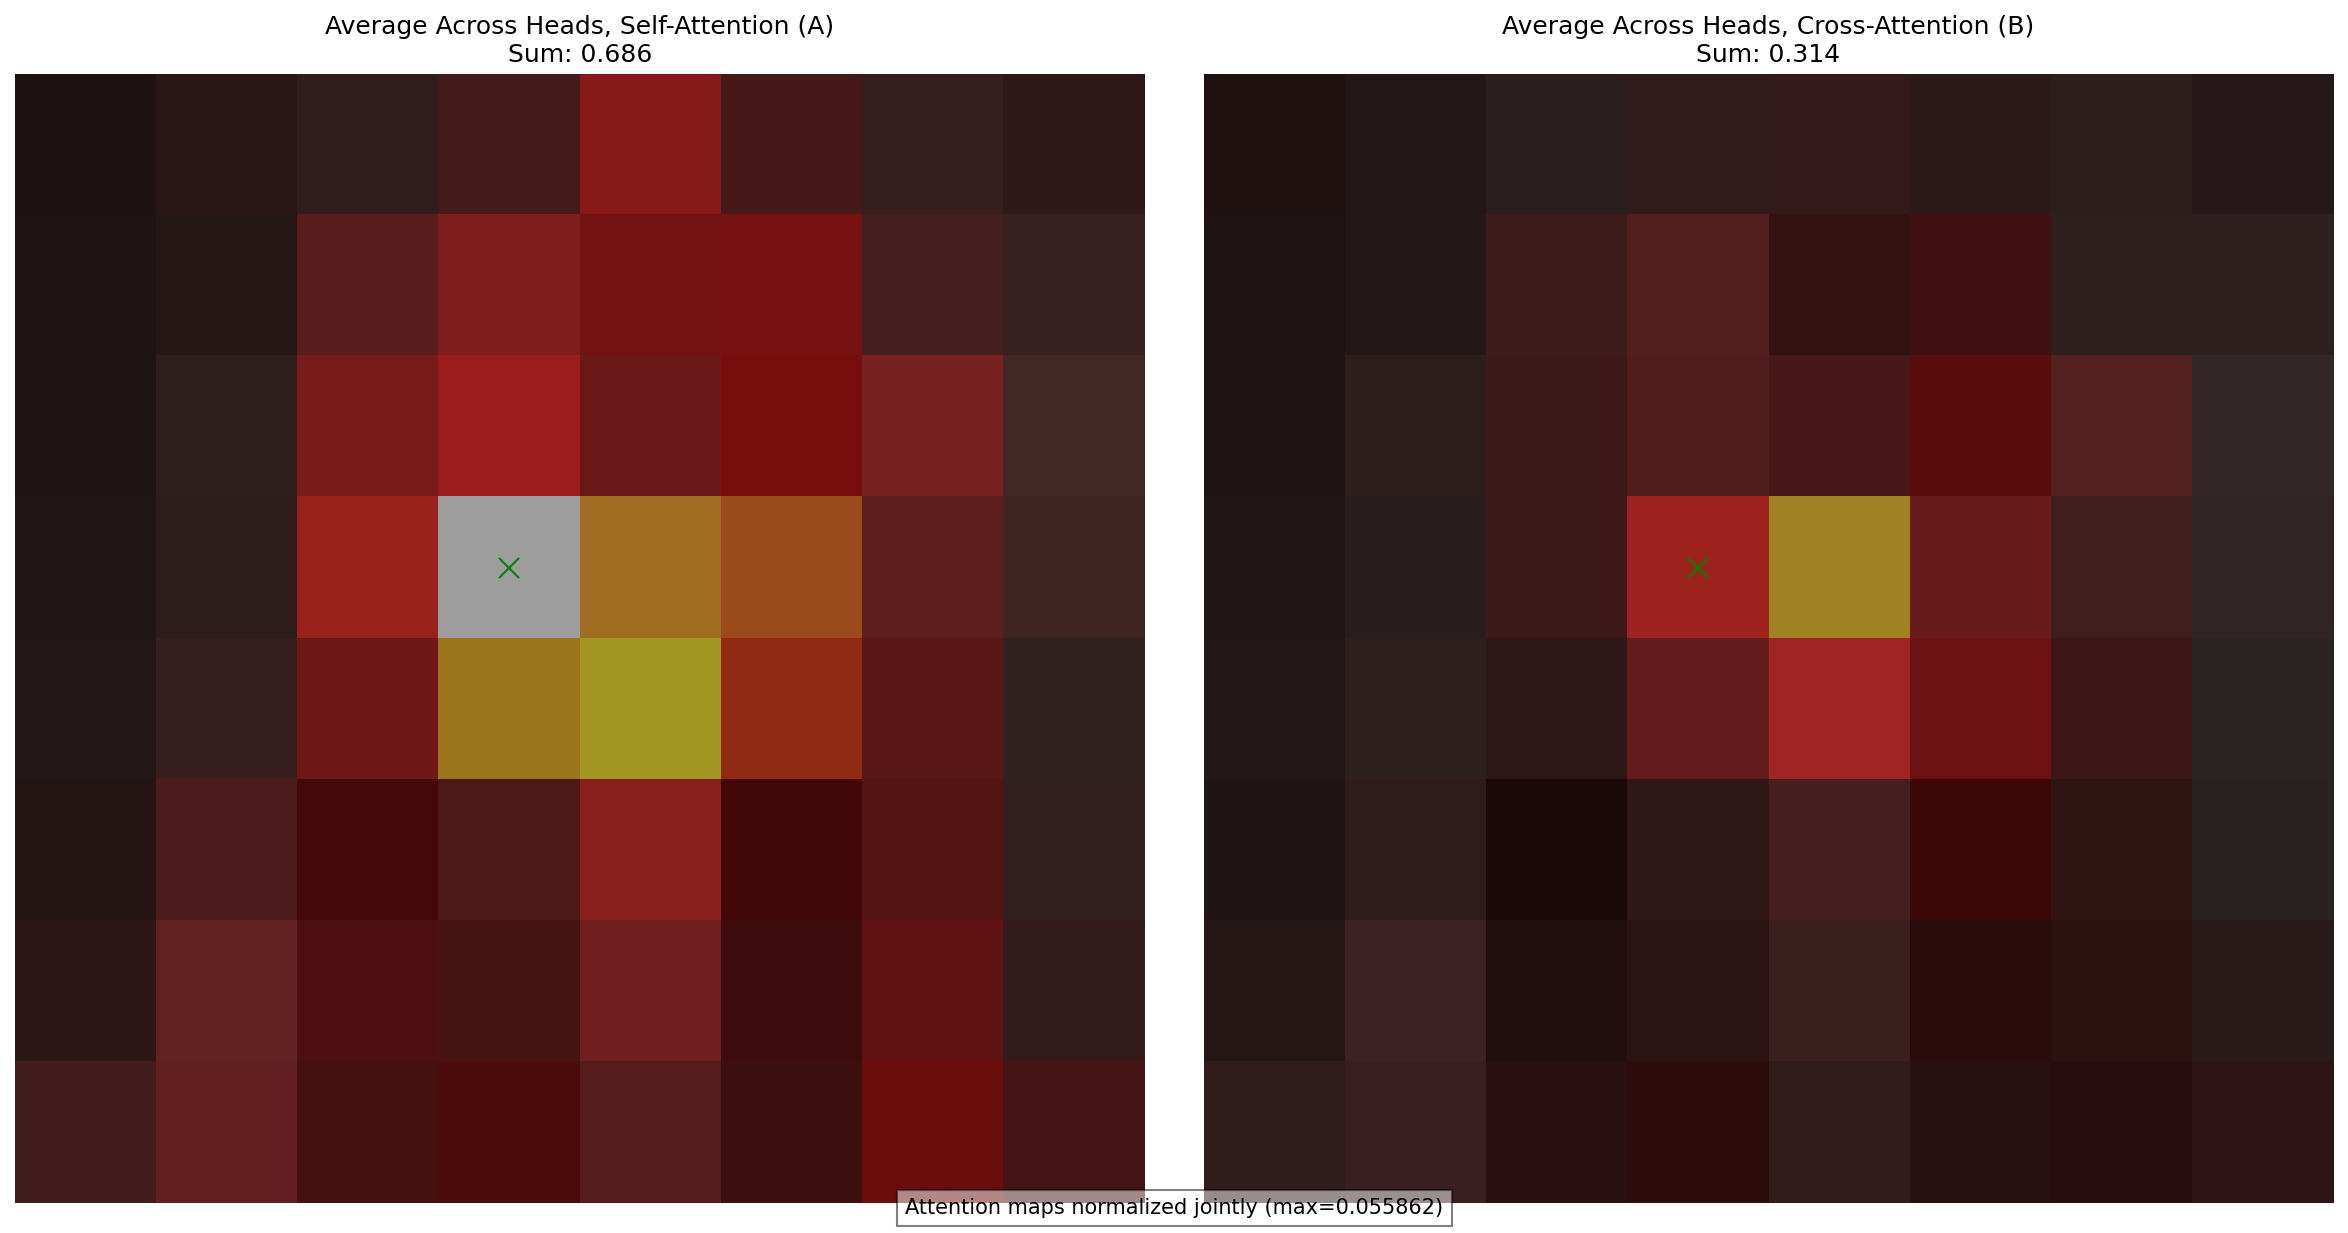 Average Across Heads, Self-Attention (A)
Sum: 0.686
Average Across Heads, Cross-Attention (B)
Sum: 0.314
Attention maps normalized jointly (max=0.055862)